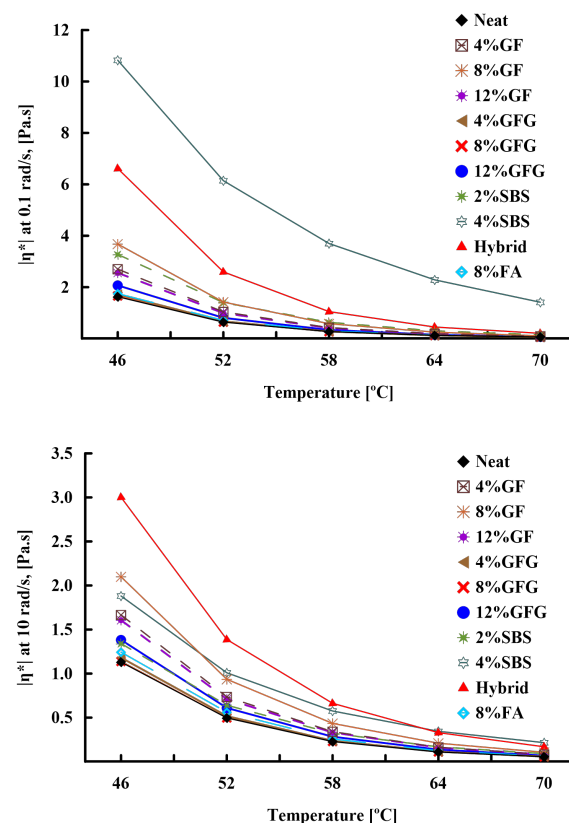 |η*| at 0.1 rad/s, [Pa.s]
12
10
8
6
4
2
46
52
58
64
70
Temperature [ºC]
Neat
4%GF
8%GF
12%GF
4%GFG
8%GFG
12%GFG
2%SBS
4%SBS
Hybrid
8%FA
|η*| at 10 rad/s, [Pa.s]
3.5
3.0
2.5
2.0
1.5
1.0
0.5
46
52
58
64
70
Temperature [ºC]
Neat
4%GF
8%GF
12%GF
4%GFG
8%GFG
12%GFG
2%SBS
4%SBS
Hybrid
8%FA